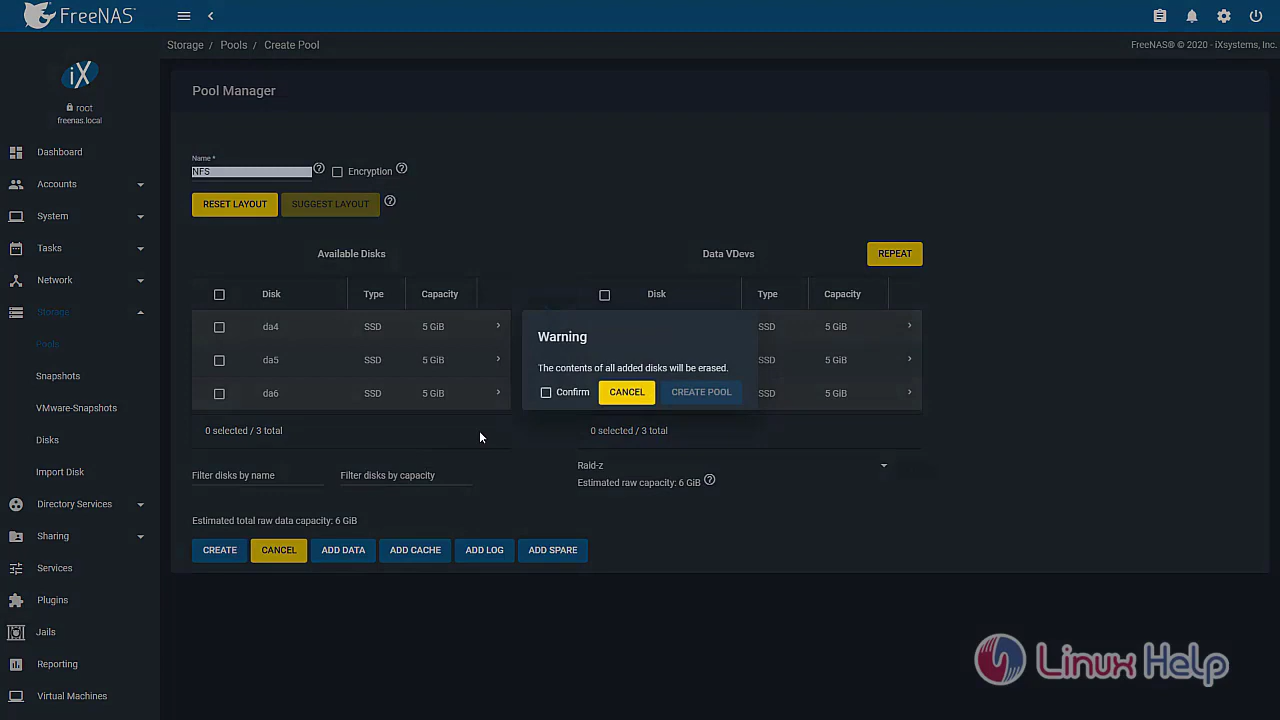 FreeNAS
Storage / Pools / Create Pool
FreeNAS® © 2020 - iXsystems, Inc.
iX
root
freenas.local
Dashboard
Accounts
System
Tasks
Network
Storage
Pools
Snapshots
VMware-Snapshots
Disks
Import Disk
Directory Services
Sharing
Services
Plugins
Jails
Reporting
Virtual Machines
Pool Manager
Name *
NFS
Encryption
RESET LAYOUT SUGGEST LAYOUT
Available Disks
Disk Type Capacity
da4 SSD 5 GiB
da5 SSD 5 GiB
da6 SSD 5 GiB
0 selected / 3 total
Filter disks by name Filter disks by capacity
Data VDevs REPEAT
Disk Type Capacity
SSD 5 GiB
SSD 5 GiB
SSD 5 GiB
0 selected / 3 total
Raid-z
Estimated raw capacity: 6 GiB
Warning
The contents of all added disks will be erased.
Confirm CANCEL CREATE POOL
Estimated total raw data capacity: 6 GiB
CREATE CANCEL ADD DATA ADD CACHE ADD LOG ADD SPARE
Linux Help